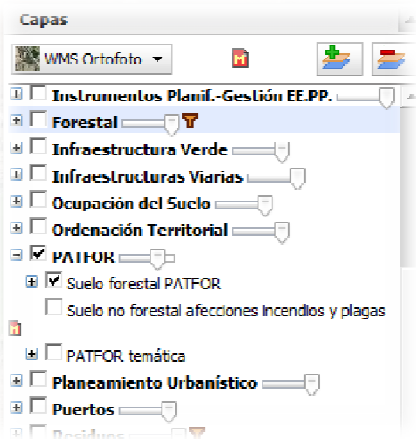 Capas
WMS Ortofoto
Instrumentos Planif.-Gestión EE.PP.
Forestal
Infraestructura Verde
Infraestructuras Viarias
Ocupación del Suelo
Ordenación Territorial
PATFOR
Suelo forestal PATFOR
Suelo no forestal afecciones incendios y plagas
PATFOR temática
Planeamiento Urbanístico
Puertos
Residuos